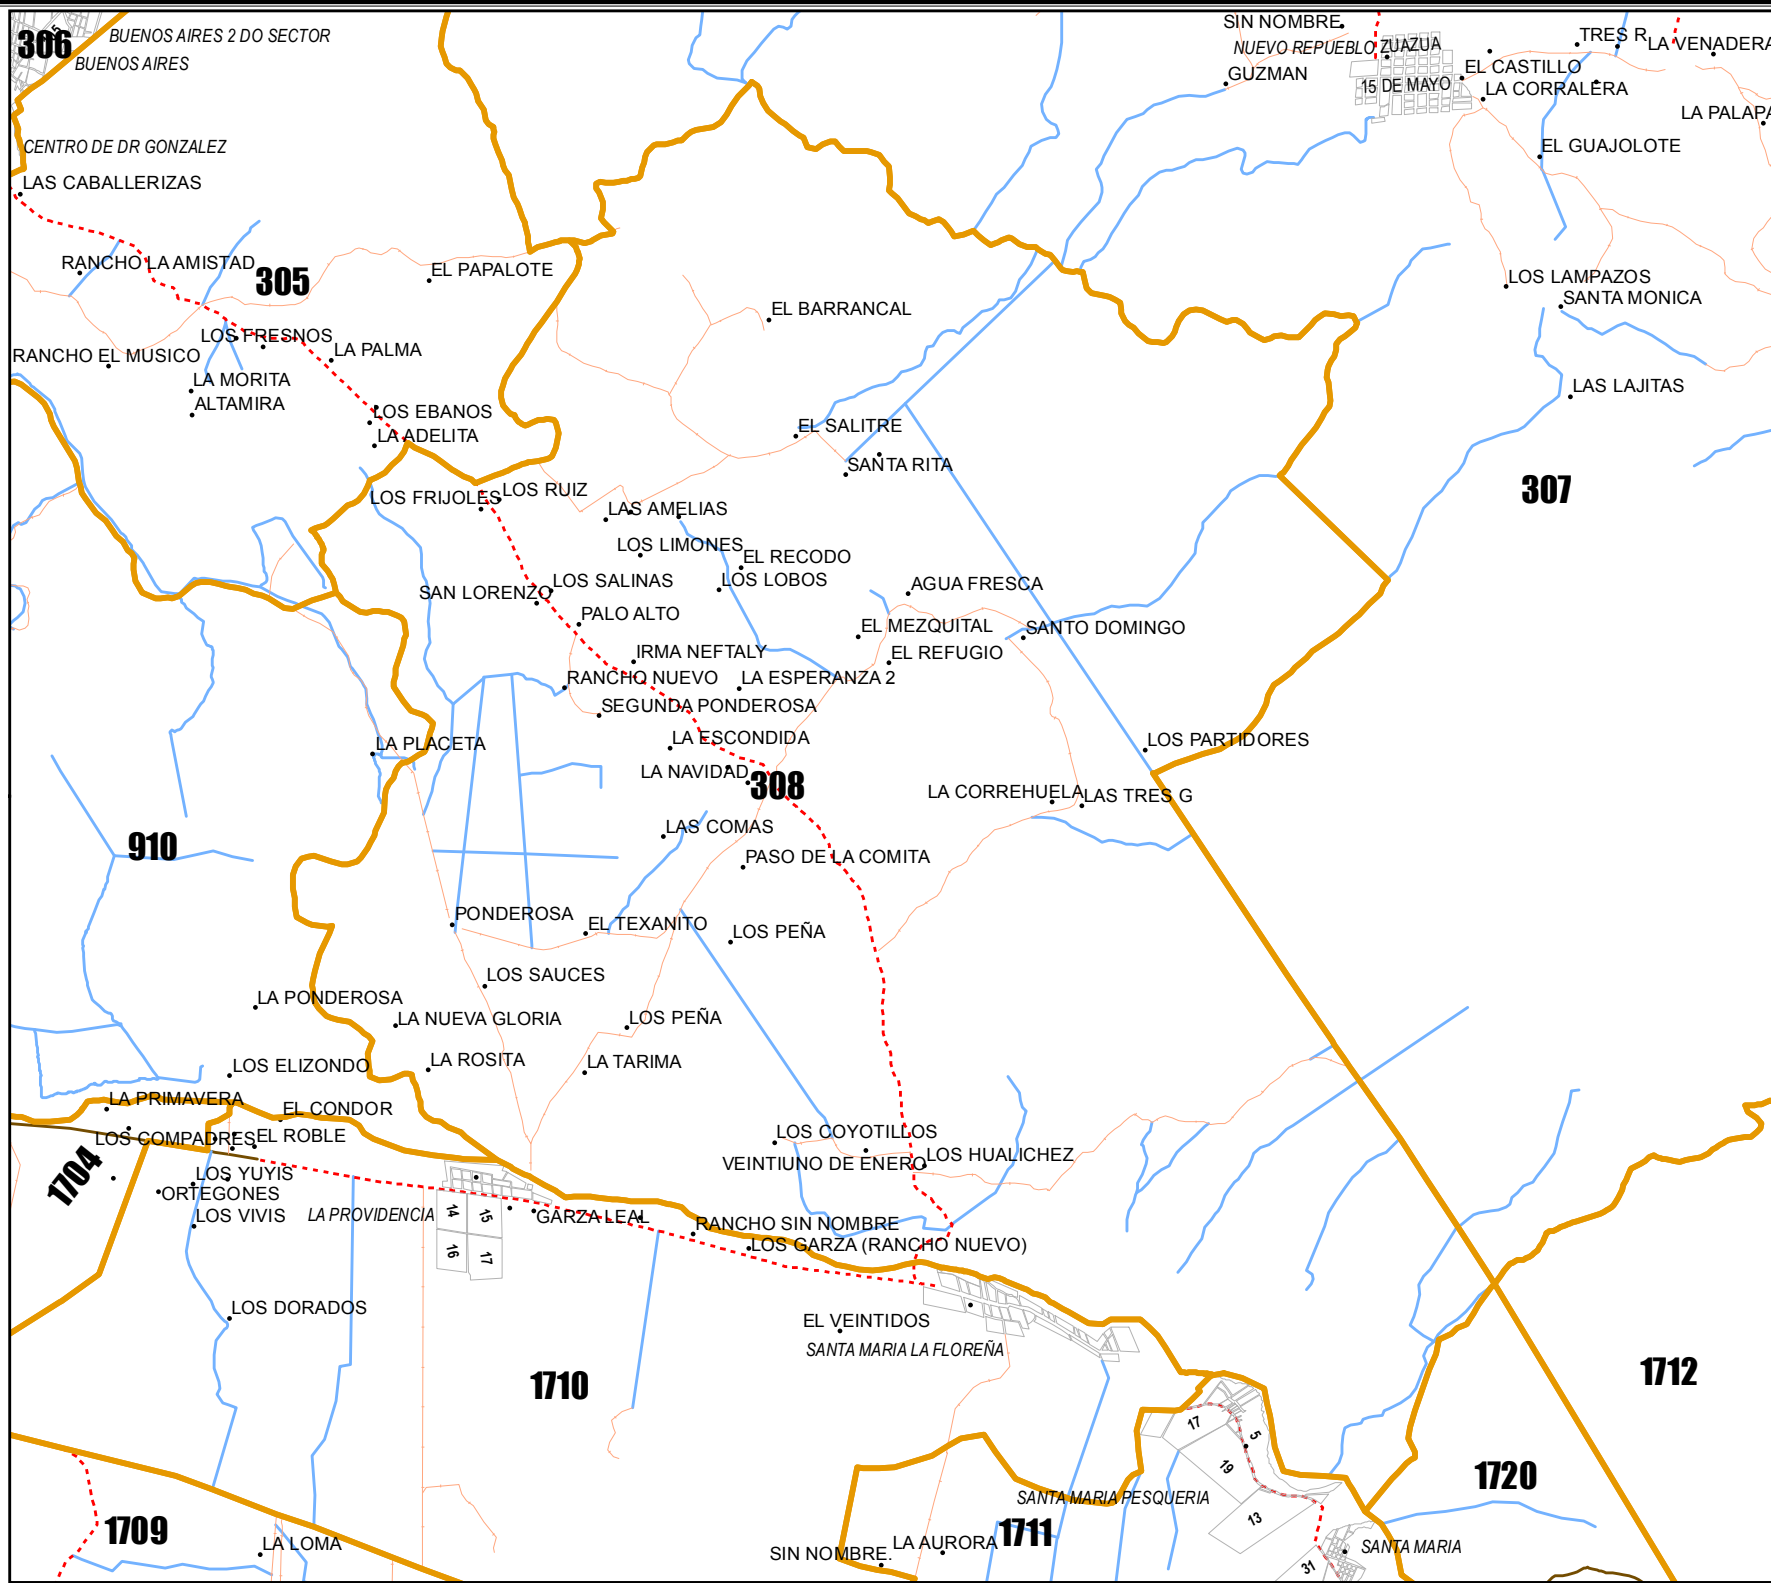 306
BUENOS AIRES 2 DO SECTOR
BUENOS AIRES
SIN NOMBRE
NUEVO REPUEBLO
ZUAZUA
TRES R
LA VENADERA
GUZMAN
EL CASTILLO
15 DE MAYO
LA CORRALERA
LA PALAPA
CENTRO DE DR GONZALEZ
EL GUAJOLOTE
LAS CABALLERIZAS
RANCHO LA AMISTAD
305
EL PAPALOTE
LOS LAMPAZOS
SANTA MONICA
EL BARRANCAL
LOS FRESNOS
RANCHO EL MUSICO
LA PALMA
LA MORITA
ALTAMIRA
LAS LAJITAS
LOS EBANOS
LA ADELITA
EL SALITRE
SANTA RITA
307
LOS FRIJOLES
LOS RUIZ
LAS AMELIAS
LOS LIMONES
EL RECODO
LOS SALINAS
LOS LOBOS
AGUA FRESCA
SAN LORENZO
PALO ALTO
EL MEZQUITAL
SANTO DOMINGO
IRMA NEFTALY
EL REFUGIO
RANCHO NUEVO
LA ESPERANZA 2
SEGUNDA PONDEROSA
LA PLACETA
LA ESCONDIDA
LOS PARTIDORES
LA NAVIDAD
308
LA CORREHUELA
LAS TRES G
910
LAS COMAS
PASO DE LA COMITA
PONDEROSA
EL TEXANITO
LOS PEÑA
LOS SAUCES
LA PONDEROSA
LA NUEVA GLORIA
LOS PEÑA
LOS ELIZONDO
LA ROSITA
LA TARIMA
LA PRIMAVERA
EL CONDOR
LOS COMPADRES
EL ROBLE
LOS COYOTILLOS
VEINTIUNO DE ENERO
LOS HUALICHEZ
1704
LOS YUYIS
ORTEGONES
LOS VIVIS
LA PROVIDENCIA
14
15
16
17
GARZA LEAL
RANCHO SIN NOMBRE
LOS GARZA (RANCHO NUEVO)
LOS DORADOS
EL VEINTIDOS
SANTA MARIA LA FLOREÑA
1710
1712
17
5
19
13
31
SANTA MARIA PESQUERIA
1720
1709
LA LOMA
SIN NOMBRE.
LA AURORA
1711
SANTA MARIA